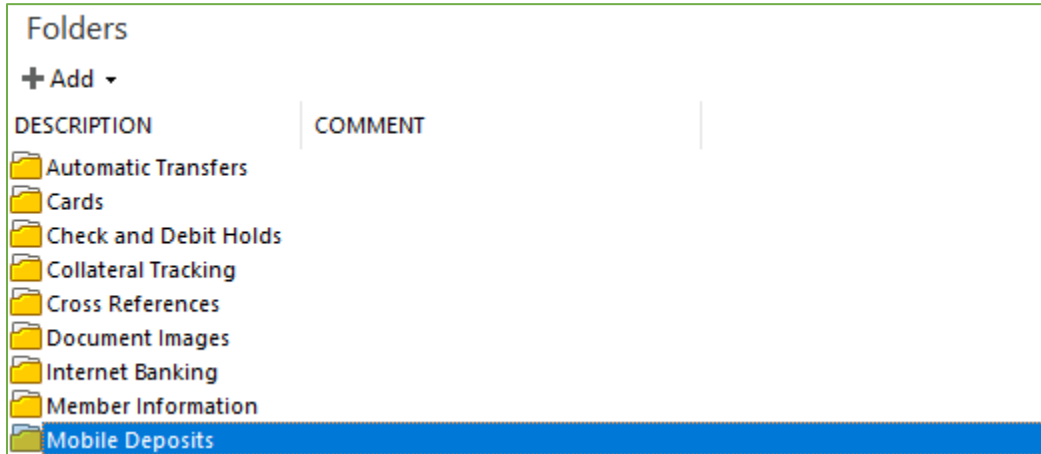 Folders
Add
DESCRIPTION COMMENT
Automatic Transfers
Cards
Check and Debit Holds
Collateral Tracking
Cross References
Document Images
Internet Banking
Member Information
Mobile Deposits